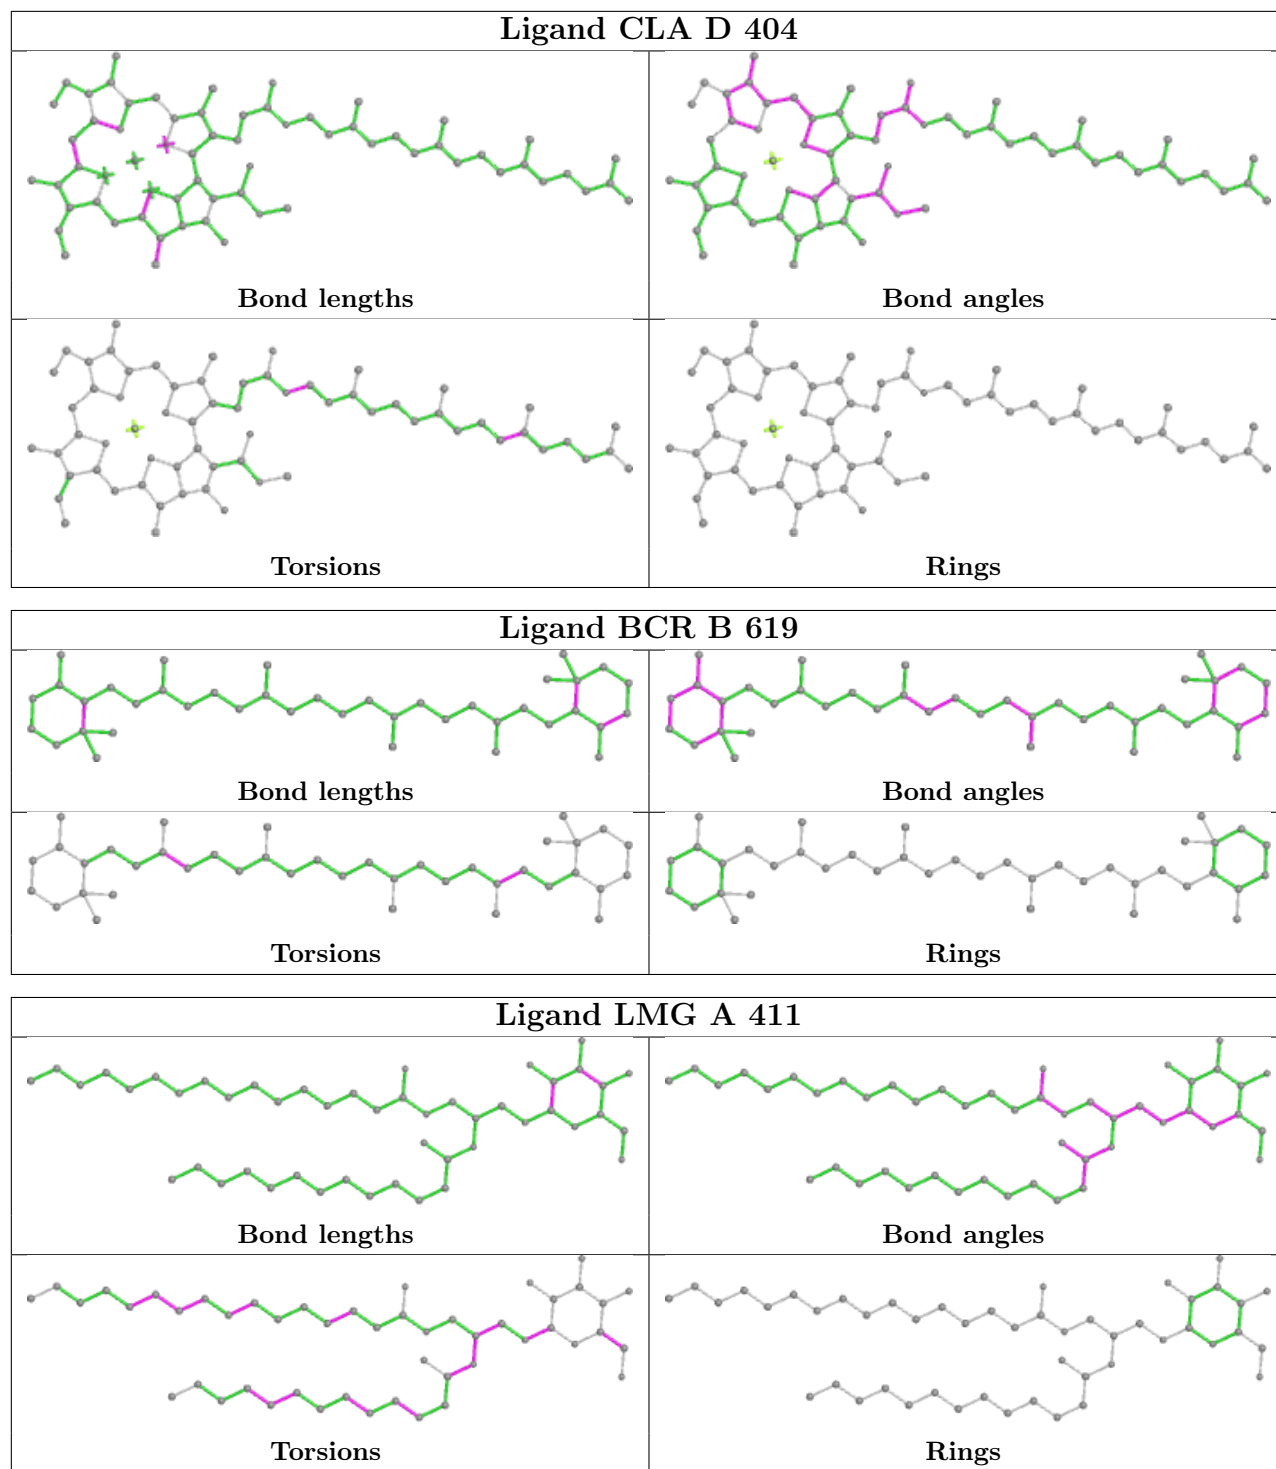 Ligand CLA D 404
Bond lengths
Bond angles
Torsions
Rings
Ligand BCR B 619
Bond lengths
Bond angles
Torsions
Rings
Ligand LMG A 411
Bond lengths
Bond angles
Torsions
Rings